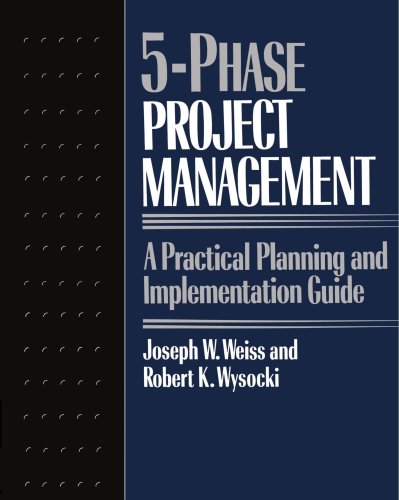 5-PHASE
PROJECT
MANAGEMENT
A Practical Planning and
Implementation Guide
Joseph W. Weiss and
Robert K. Wysocki